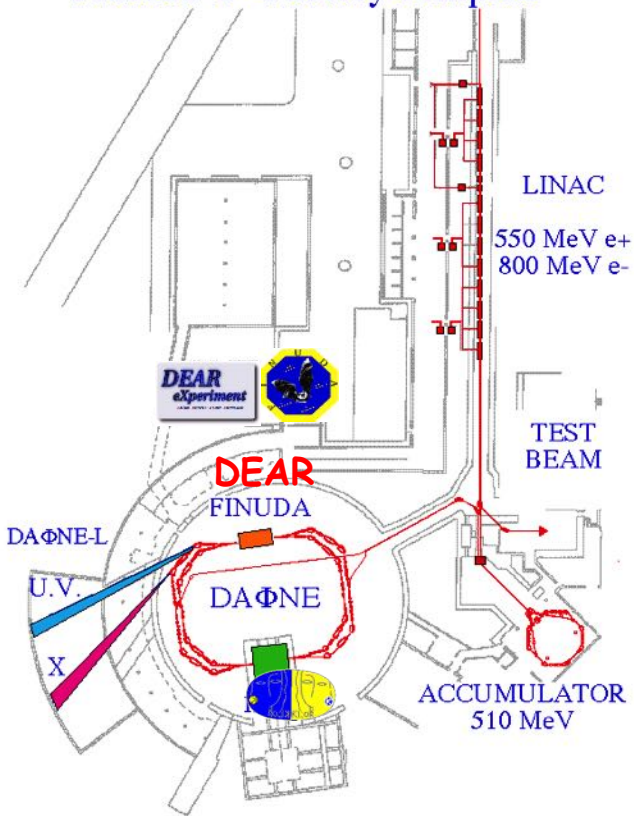 LINAC
550 MeV e+
800 MeV e-
DEAR
eXperiment
F I N U D A
TEST
BEAM
DEAR
FINUDA
DAΦNE-L
U.V.
DAΦNE
X
ACCUMULATOR
510 MeV